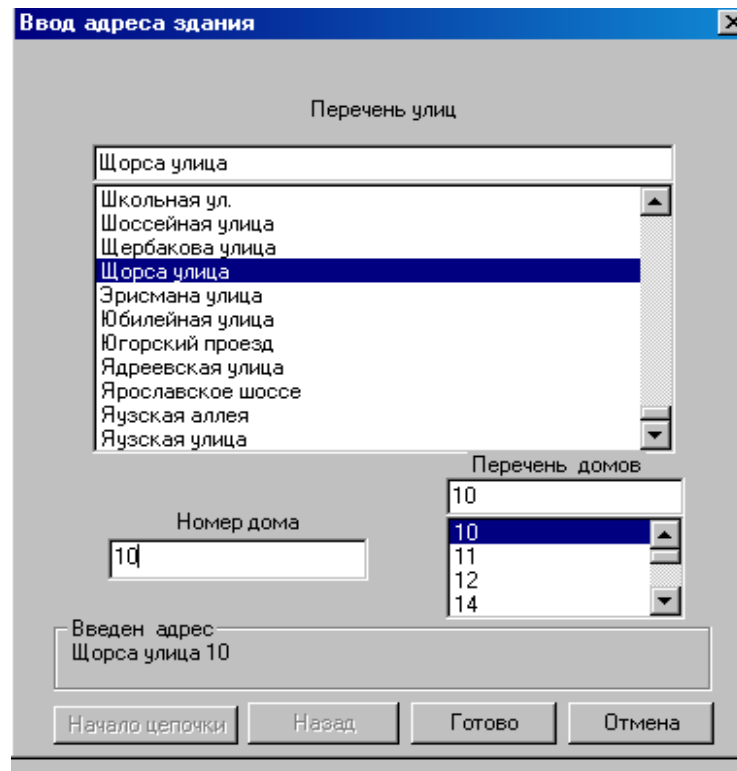 Ввод адреса здания
Перечень улиц
Щорса улица
Школьная ул.
Шоссейная улица
Щербакова улица
Щорса улица
Эрисмана улица
Юбилейная улица
Югорский проезд
Ядреевская улица
Ярославское шоссе
Яузская аллея
Яузская улица
Перечень домов
10
Номер дома
10
10
11
12
14
Введен адрес
Щорса улица 10
Начало цепочки Назад Готово Отмена